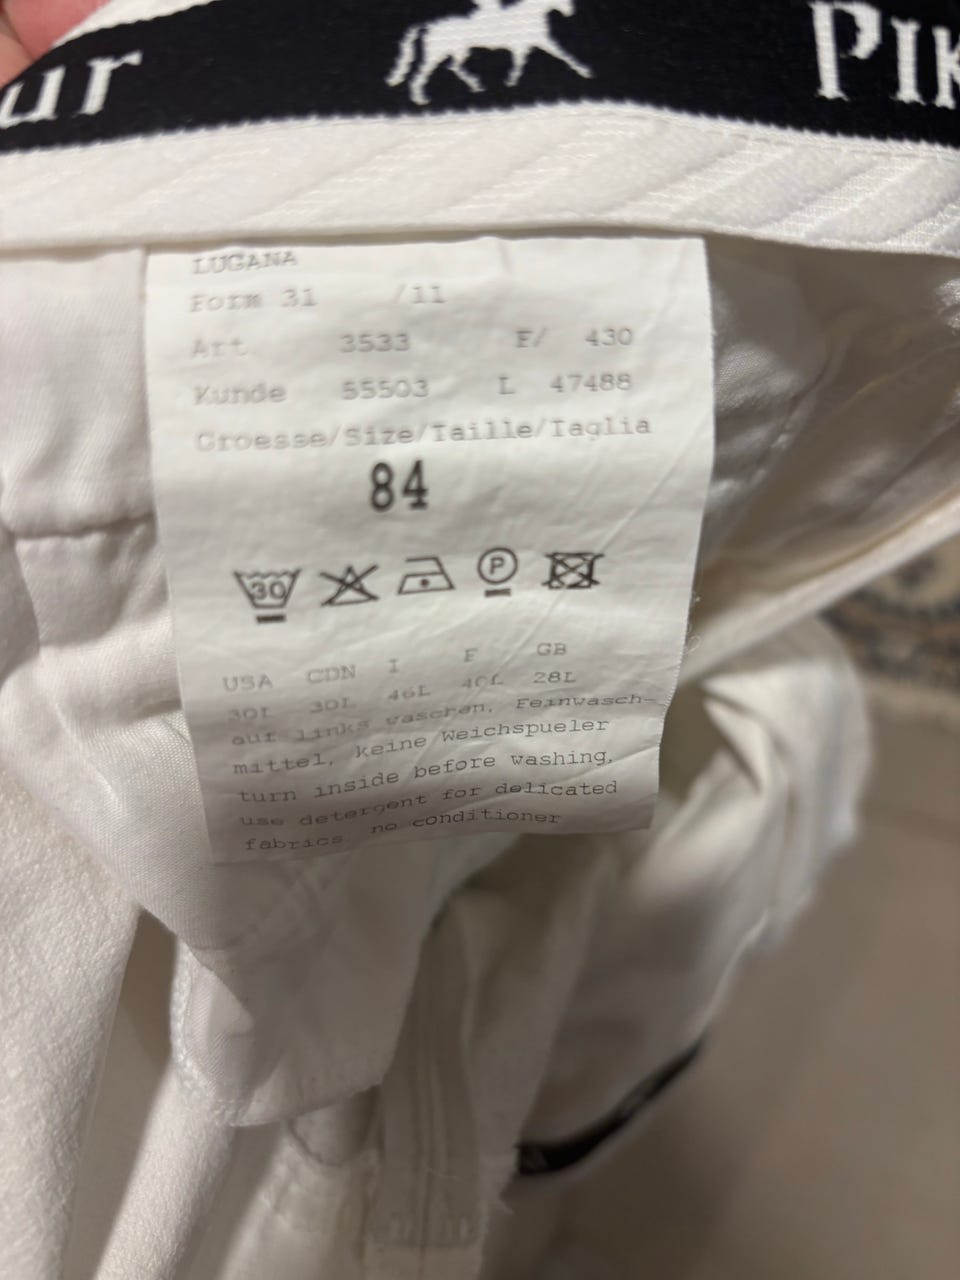 ur PIK
LUGANA
Form 31 /11
Art 3533 F/ 430
Kunde 55503 L 47488
Groesse/Size/Taille/Taglia
84
30 P
USA CDN I F GB
30L 30L 46L 40L 28L
auf links waschen, Feinwasch-
mittel, keine Weichspueler
turn inside before washing,
use detergent for delicated
fabrics no conditioner